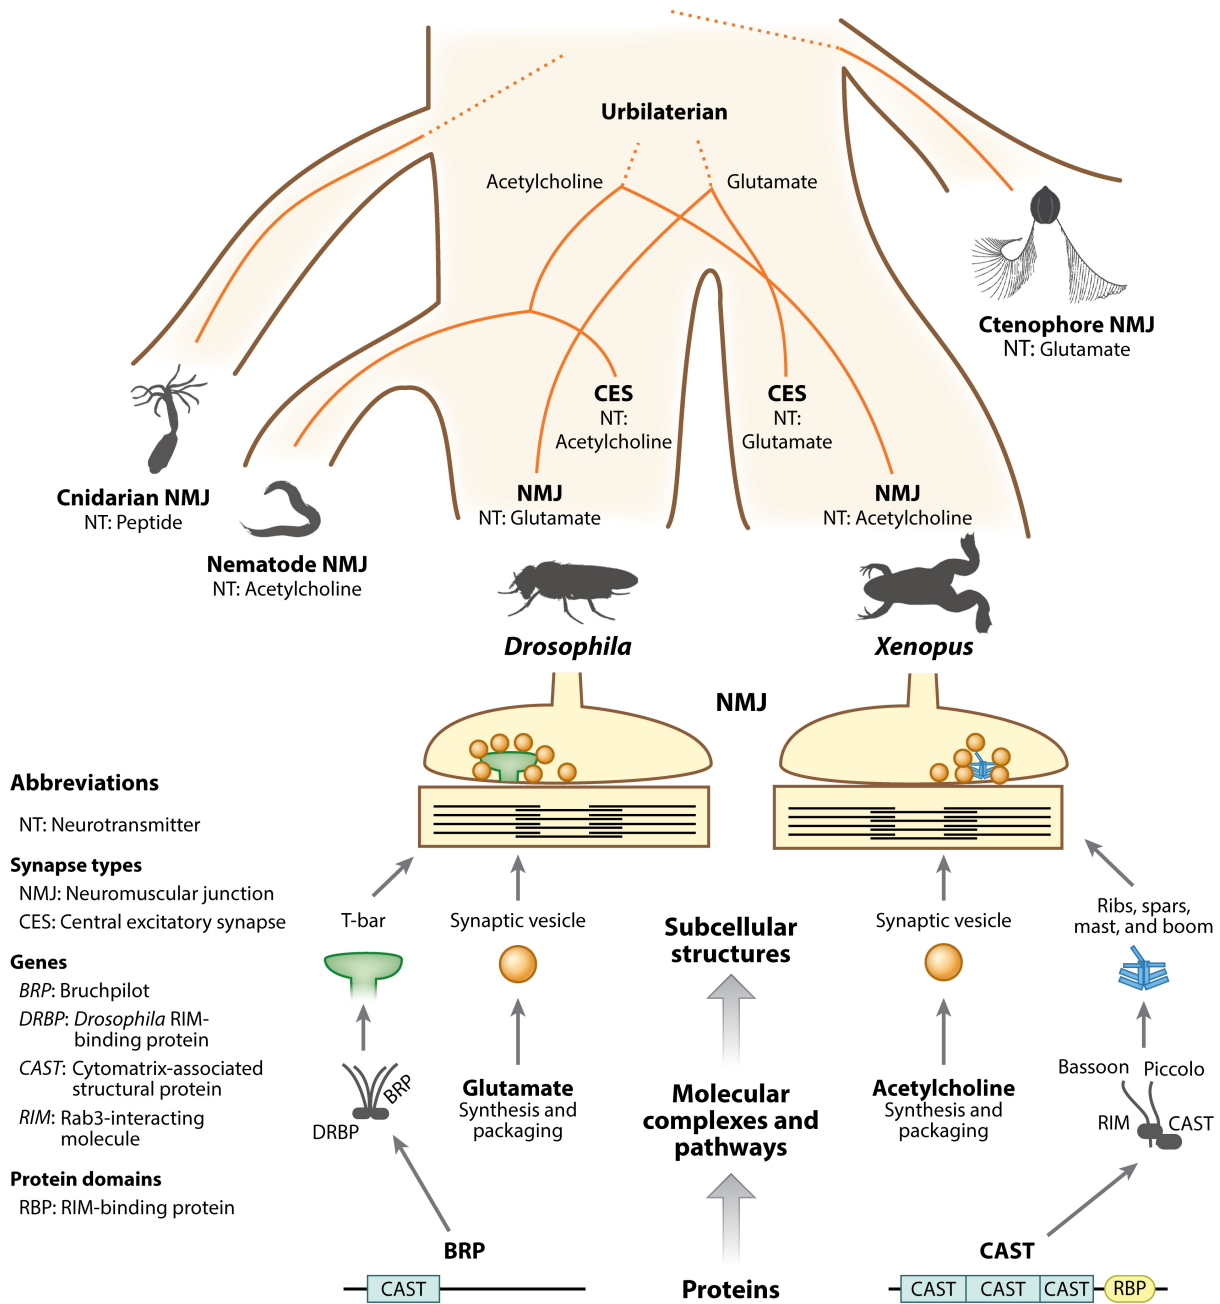 Urbilaterian
Acetylcholine
Glutamate
Ctenophore NMJ
NT: Glutamate
CES
NT:
Acetylcholine
CES
NT:
Glutamate
Cnidarian NMJ
NT: Peptide
NMJ
NT: Glutamate
NMJ
NT: Acetylcholine
Nematode NMJ
NT: Acetylcholine
Drosophila
Xenopus
NMJ
Abbreviations
NT: Neurotransmitter
Synapse types
NMJ: Neuromuscular junction
CES: Central excitatory synapse
Genes
BRP: Bruchpilot
DRBP: Drosophila RIM-
binding protein
CAST: Cytomatrix-associated
structural protein
RIM: Rab3-interacting
molecule
Protein domains
RBP: RIM-binding protein
T-bar
Synaptic vesicle
Subcellular
structures
Synaptic vesicle
Ribs, spars,
mast, and boom
BRP
DRBP
Glutamate
Synthesis and
packaging
Molecular
complexes and
pathways
Acetylcholine
Synthesis and
packaging
Bassoon
Piccolo
RIM
CAST
BRP
CAST
Proteins
CAST
CAST
CAST
CAST
RBP